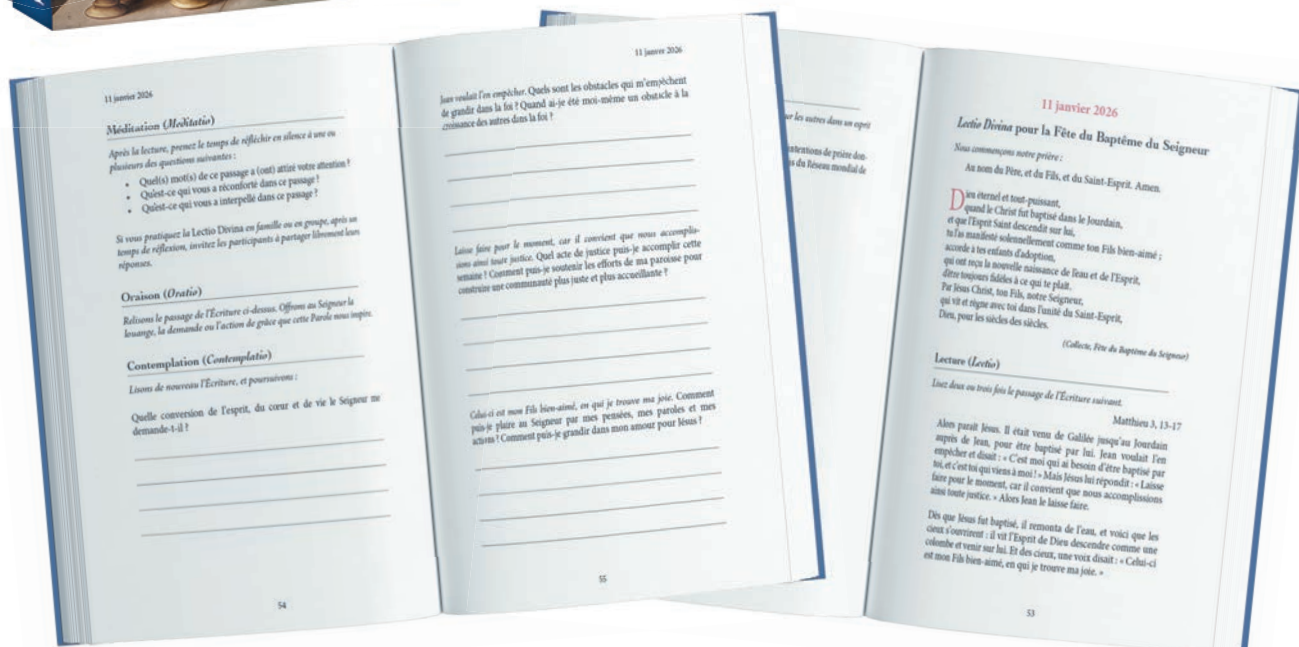 11 janvier 2026
Méditation (Meditatio)
Après la lecture, prenez le temps de réfléchir en silence à une ou
plusieurs des questions suivantes :
• Quel(s) mot(s) de ce passage a (ont) attiré votre attention ?
• Qu'est-ce qui vous a réconforté dans ce passage ?
• Qu'est-ce qui vous a interpellé dans ce passage ?
Si vous pratiquez la Lectio Divina en famille ou en groupe, après un
temps de réflexion, invitez les participants à partager librement leurs
réponses.
Oraison (Oratio)
Relisons le passage de l'Écriture ci-dessus. Offrons au Seigneur la
louange, la demande ou l'action de grâce que cette Parole nous inspire.
Contemplation (Contemplatio)
Lisons de nouveau l'Écriture, et poursuivons :
Quelle conversion de l'esprit, du cœur et de vie le Seigneur me
demande-t-il ?
54
11 janvier 2026
Jean voulait l'en empêcher. Quels sont les obstacles qui m'empêchent
de grandir dans la foi ? Quand ai-je été moi-même un obstacle à la
croissance des autres dans la foi ?
Laisse faire pour le moment, car il convient que nous accomplis-
sions ainsi toute justice. Quel acte de justice puis-je accomplir cette
semaine ? Comment puis-je soutenir les efforts de ma paroisse pour
construire une communauté plus juste et plus accueillante ?
Celui-ci est mon Fils bien-aimé, en qui je trouve ma joie. Comment
puis-je plaire au Seigneur par mes pensées, mes paroles et mes
actions ? Comment puis-je grandir dans mon amour pour Jésus ?
55
ur les autres dans un esprit
intentions de prière don-
s du Réseau mondial de
11 janvier 2026
Lectio Divina pour la Fête du Baptême du Seigneur
Nous commençons notre prière :
Au nom du Père, et du Fils, et du Saint-Esprit. Amen.
Dieu éternel et tout-puissant,
quand le Christ fut baptisé dans le Jourdain,
et que l'Esprit Saint descendit sur lui,
tu l'as manifesté solennellement comme ton Fils bien-aimé ;
accorde à tes enfants d'adoption,
qui ont reçu la nouvelle naissance de l'eau et de l'Esprit,
d'être toujours fidèles à ce qui te plaît.
Par Jésus Christ, ton Fils, notre Seigneur,
qui vit et règne avec toi dans l'unité du Saint-Esprit,
Dieu, pour les siècles des siècles.
(Collecte, Fête du Baptême du Seigneur)
Lecture (Lectio)
Lisez deux ou trois fois le passage de l'Écriture suivant.
Matthieu 3, 13-17
Alors paraît Jésus. Il était venu de Galilée jusqu'au Jourdain
auprès de Jean, pour être baptisé par lui. Jean voulait l'en
empêcher et disait : « C'est moi qui ai besoin d'être baptisé par
toi, et c'est toi qui viens à moi ! » Mais Jésus lui répondit : « Laisse
faire pour le moment, car il convient que nous accomplissions
ainsi toute justice. » Alors Jean le laisse faire.
Dès que Jésus fut baptisé, il remonta de l'eau, et voici que les
cieux s'ouvrirent : il vit l'Esprit de Dieu descendre comme une
colombe et venir sur lui. Et des cieux, une voix disait : « Celui-ci
est mon Fils bien-aimé, en qui je trouve ma joie. »
53